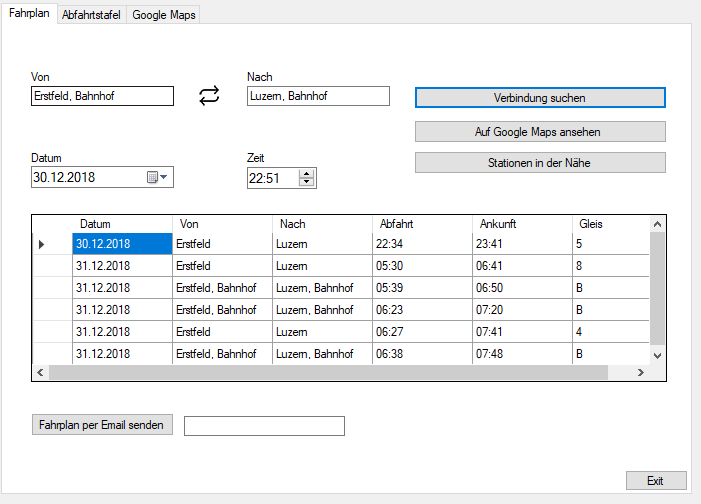 Fahrplan Abfahrtstafel Google Maps
Von Nach
Erstfeld, Bahnhof Luzern, Bahnhof Verbindung suchen
Auf Google Maps ansehen
Datum Zeit Stationen in der Nähe
30.12.2018 22:51
Datum Von Nach Abfahrt Ankunft Gleis
30.12.2018 Erstfeld Luzern 22:34 23:41 5
31.12.2018 Erstfeld Luzern 05:30 06:41 8
31.12.2018 Erstfeld, Bahnhof Luzern, Bahnhof 05:39 06:50 B
31.12.2018 Erstfeld, Bahnhof Luzern, Bahnhof 06:23 07:20 B
31.12.2018 Erstfeld Luzern 06:27 07:41 4
31.12.2018 Erstfeld, Bahnhof Luzern, Bahnhof 06:38 07:48 B
Fahrplan per Email senden
Exit